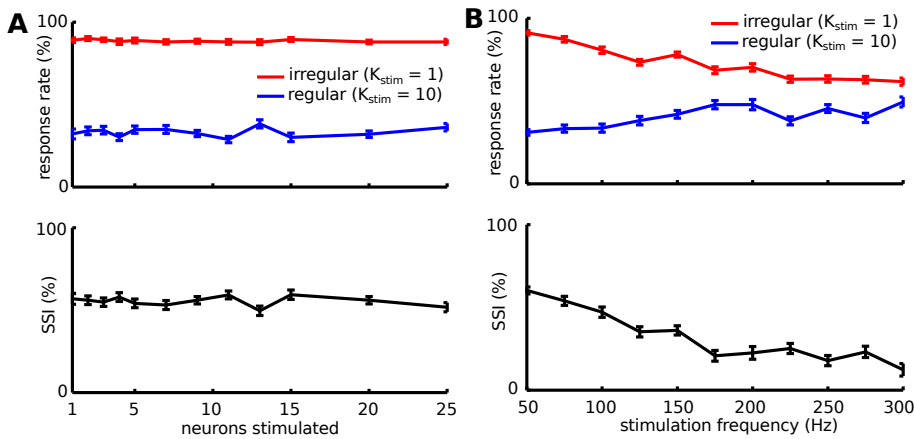 A
100
response rate (%)
0
irregular (Kstim = 1)
regular (Kstim = 10)
100
SSI (%)
0
1 5 10 15 20 25
neurons stimulated
B
100
response rate (%)
0
irregular (Kstim = 1)
regular (Kstim = 10)
100
SSI (%)
0
50 100 150 200 250 300
stimulation frequency (Hz)